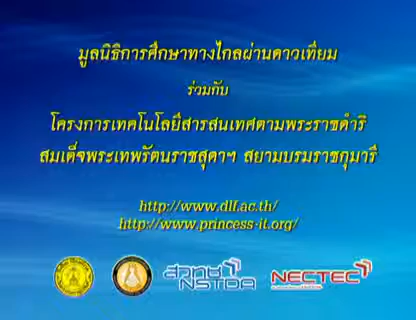 มูลนิธิการศึกษาทางไกลผ่านดาวเทียม
ร่วมกับ
โครงการเทคโนโลยีสารสนเทศตามพระราชดำริ
สมเด็จพระเทพรัตนราชสุดาฯ สยามบรมราชกุมารี
http://www.dlf.ac.th/
http://www.princess-it.org/
สวทช
NSTDA
NECTEC